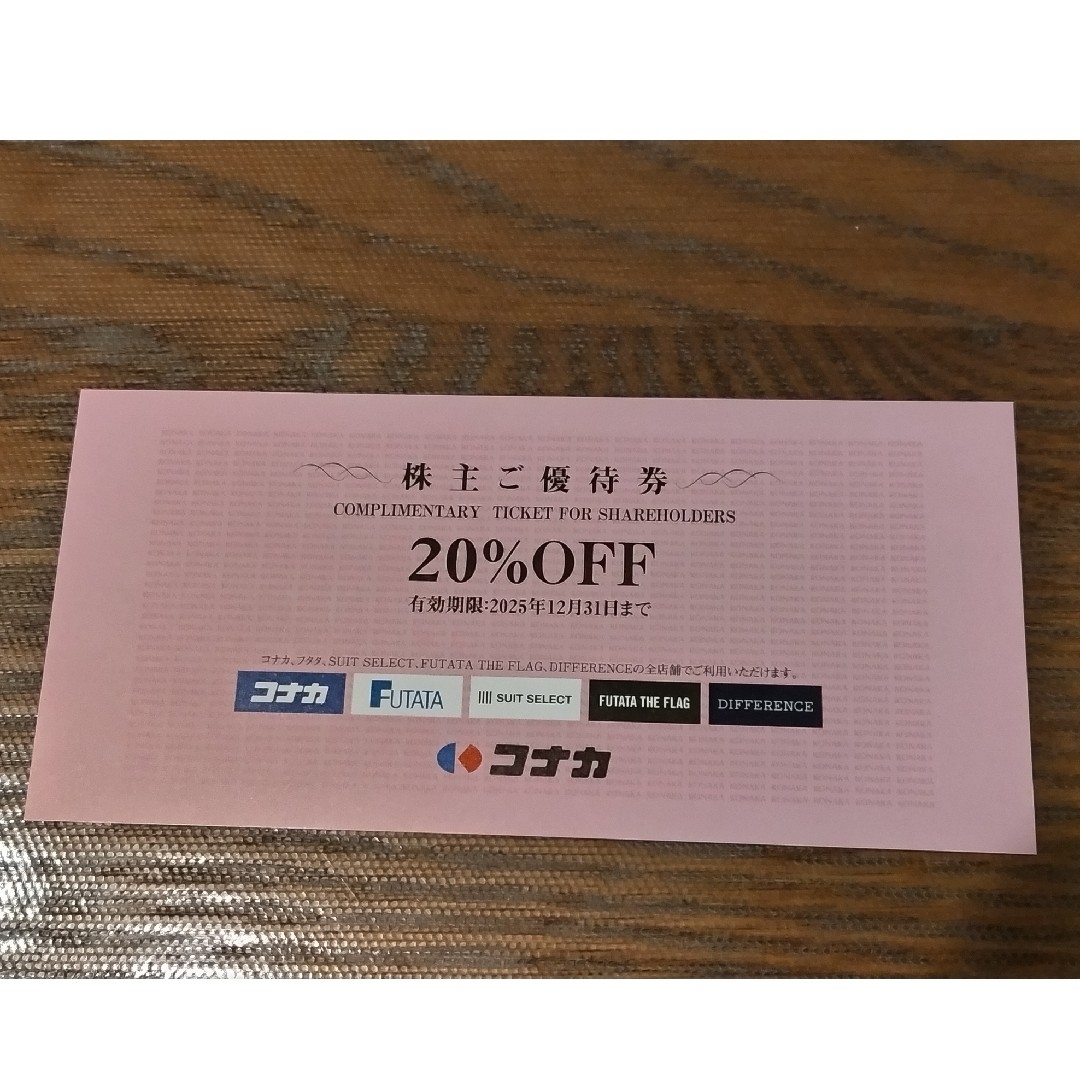 株主ご優待券
COMPLIMENTARY TICKET FOR SHAREHOLDERS
20%OFF
有効期限:2025年12月31日まで
コナカ、フタタ、SUIT SELECT、FUTATA THE FLAG、DIFFERENCEの全店舗でご利用いただけます。
コナカ FUTATA SUIT SELECT FUTATA THE FLAG DIFFERENCE
コナカ